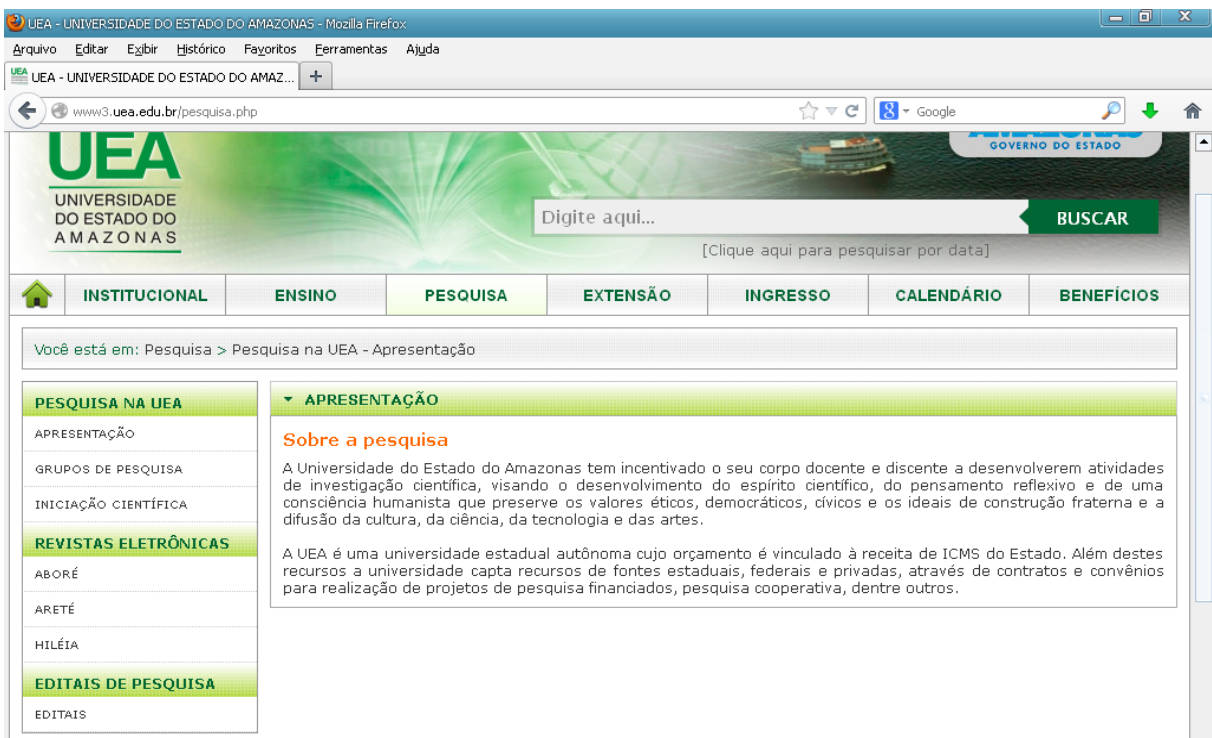 UEA - UNIVERSIDADE DO ESTADO DO AMAZONAS - Mozilla Firefox
Arquivo Editar Exibir Histórico Favoritos Ferramentas Ajuda
UEA UEA - UNIVERSIDADE DO ESTADO DO AMAZ... +
www3.uea.edu.br/pesquisa.php 8 Google
UEA
UNIVERSIDADE
DO ESTADO DO
AMAZONAS
AMAZONAS
GOVERNO DO ESTADO
Digite aqui... BUSCAR
[Clique aqui para pesquisar por data]
INSTITUCIONAL ENSINO PESQUISA EXTENSÃO INGRESSO CALENDÁRIO BENEFÍCIOS
Você está em: Pesquisa > Pesquisa na UEA - Apresentação
PESQUISA NA UEA
APRESENTAÇÃO
GRUPOS DE PESQUISA
INICIAÇÃO CIENTÍFICA
REVISTAS ELETRÔNICAS
ABORÉ
ARETÉ
HILÉIA
EDITAIS DE PESQUISA
EDITAIS
APRESENTAÇÃO
Sobre a pesquisa
A Universidade do Estado do Amazonas tem incentivado o seu corpo docente e discente a desenvolverem atividades
de investigação científica, visando o desenvolvimento do espírito científico, do pensamento reflexivo e de uma
consciência humanista que preserve os valores éticos, democráticos, cívicos e os ideais de construção fraterna e a
difusão da cultura, da ciência, da tecnologia e das artes.
A UEA é uma universidade estadual autônoma cujo orçamento é vinculado à receita de ICMS do Estado. Além destes
recursos a universidade capta recursos de fontes estaduais, federais e privadas, através de contratos e convênios
para realização de projetos de pesquisa financiados, pesquisa cooperativa, dentre outros.